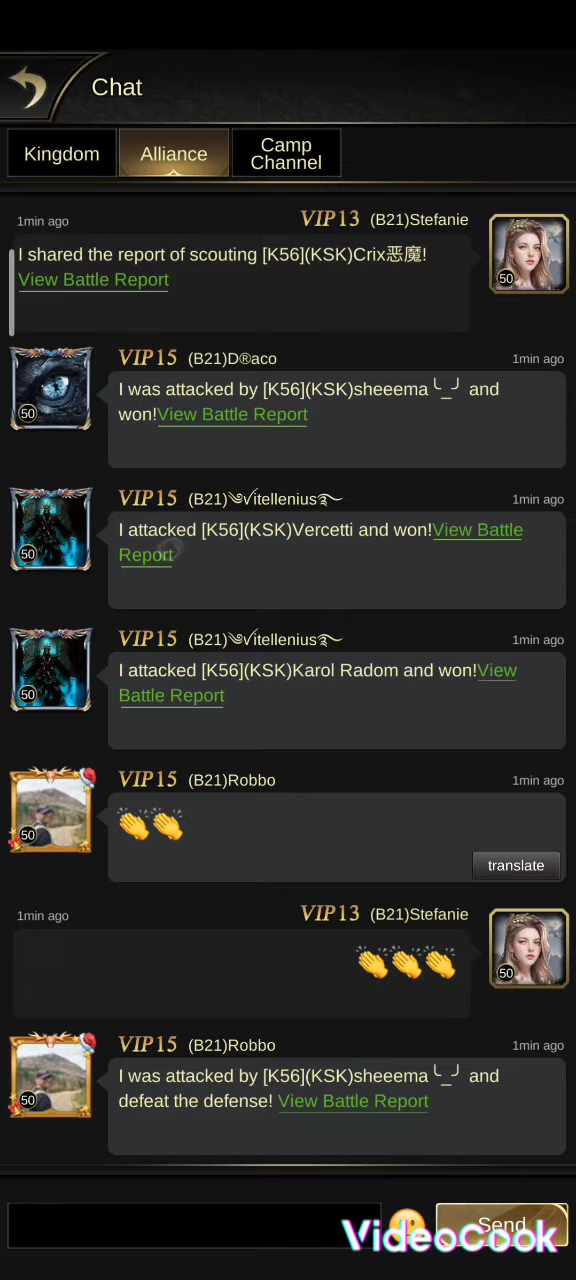 Chat
Kingdom
Alliance
Camp
Channel
1min ago
VIP13 (B21)Stefanie
I shared the report of scouting [K56](KSK)Crix恶魔!
View Battle Report
50
VIP15 (B21)D®aco
1min ago
I was attacked by [K56](KSK)sheeema╰_╯ and
won!View Battle Report
50
VIP15
1min ago
I attacked [K56](KSK)Vercetti and won!View Battle
Report
50
VIP15
1min ago
I attacked [K56](KSK)Karol Radom and won!View
Battle Report
50
VIP15 (B21)Robbo
1min ago
👏👏
50
translate
1min ago
VIP13 (B21)Stefanie
👏👏👏
50
VIP15 (B21)Robbo
1min ago
I was attacked by [K56](KSK)sheeema╰_╯ and
defeat the defense! View Battle Report
50
Send
VideoCook